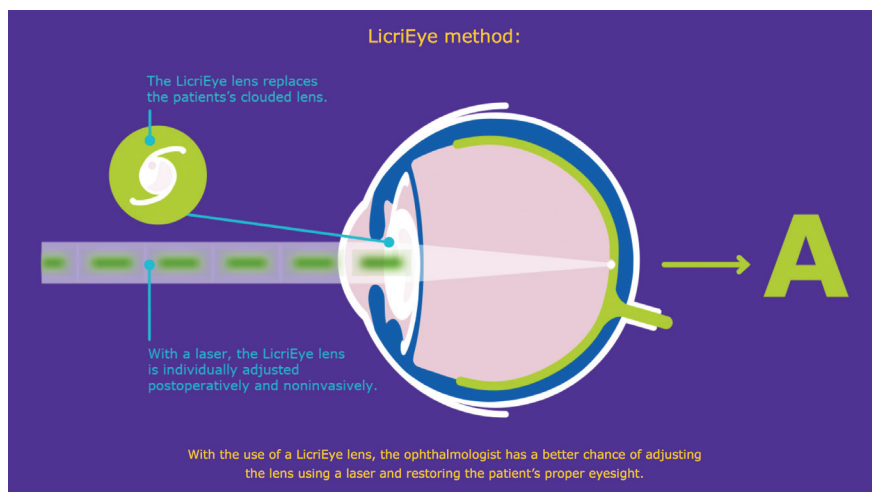 LicriEye method:
The LicriEye lens replaces
the patients's clouded lens.
With a laser, the LicriEye lens
is individually adjusted
postoperatively and noninvasively.
A
With the use of a LicriEye lens, the ophthalmologist has a better chance of adjusting
the lens using a laser and restoring the patient's proper eyesight.